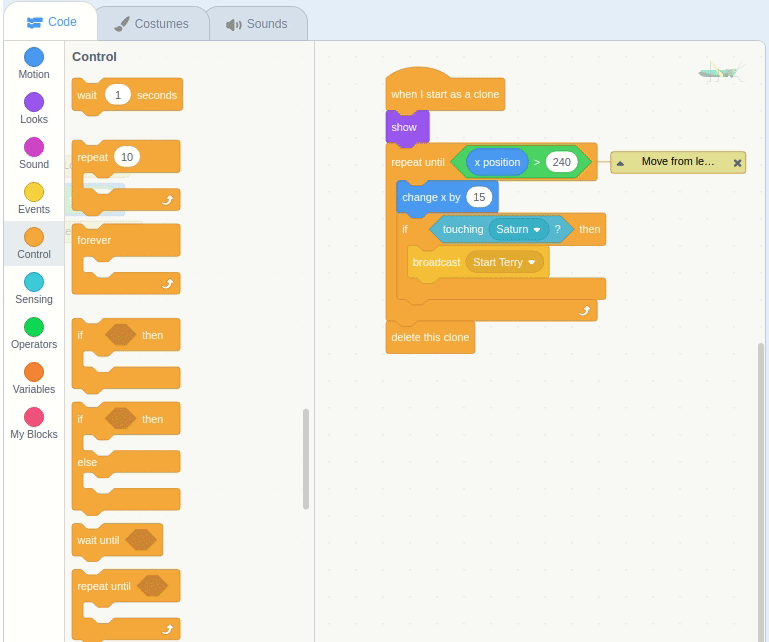 Code
Costumes
Sounds
Motion
Looks
Sound
Events
Control
Sensing
Operators
Variables
My Blocks
Control
wait 1 seconds
repeat 10
forever
if then
if then
else
wait until
repeat until
when I start as a clone
show
repeat until x position > 240
Move from le...
change x by 15
if touching Saturn ? then
broadcast Start Terry
delete this clone